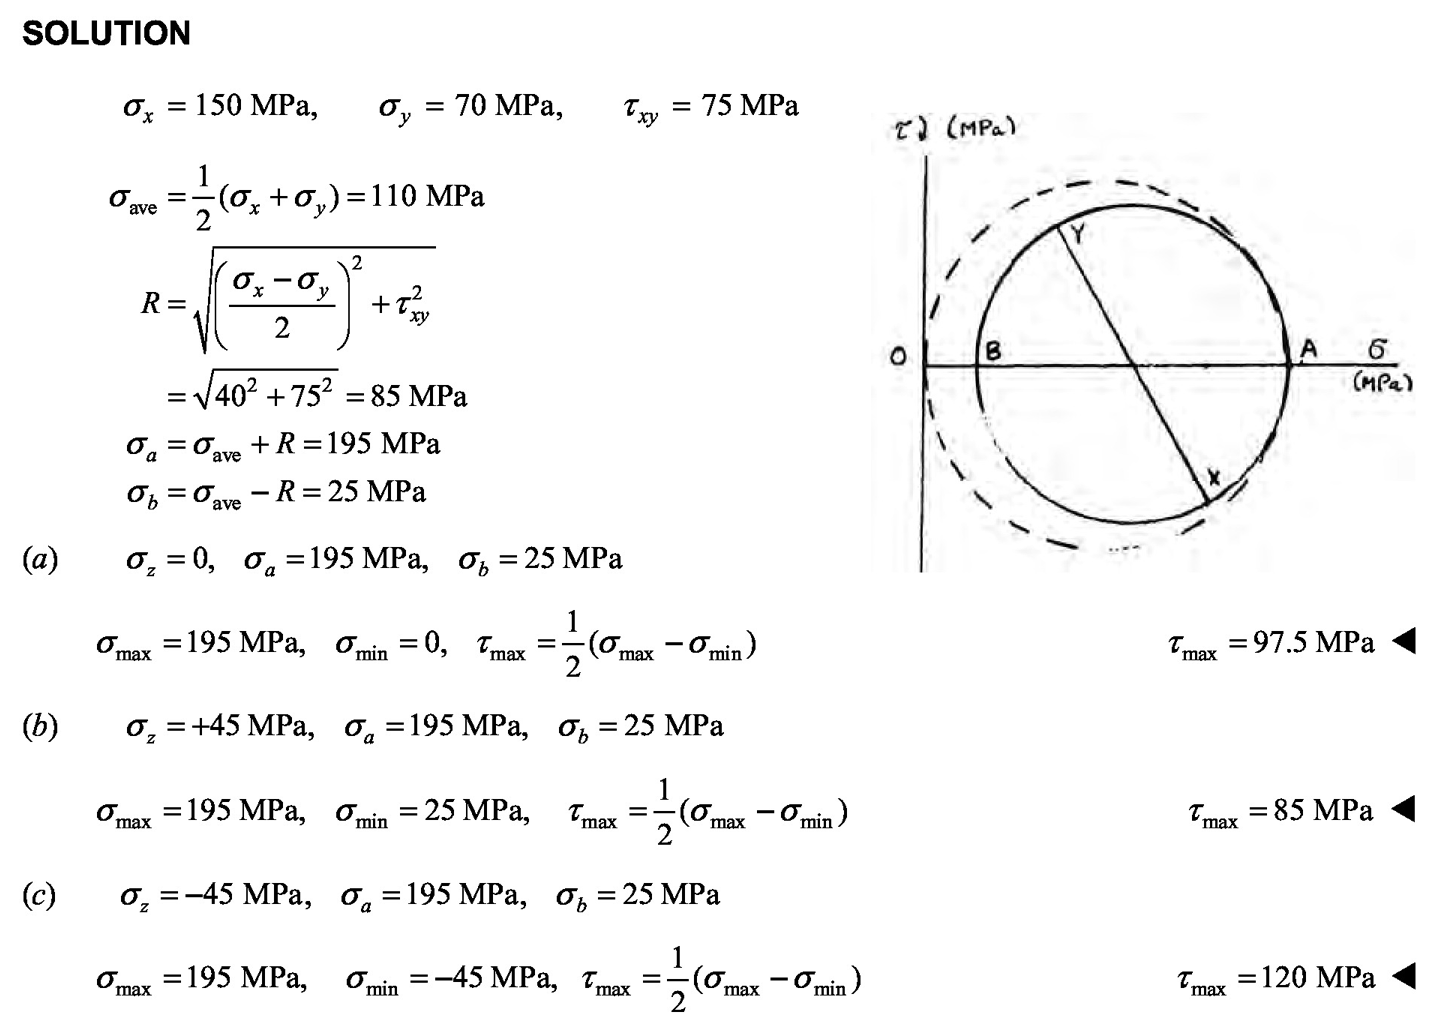 SOLUTION
σx = 150 MPa, σy = 70 MPa, τxy = 75 MPa
τ↓ (MPa)
σave = 1/2 (σx + σy) = 110 MPa
Y
R = √(((σx − σy)/2)² + τ²xy)
O B A σ
(MPa)
= √(40² + 75²) = 85 MPa
σa = σave + R = 195 MPa
X
σb = σave − R = 25 MPa
(a) σz = 0, σa = 195 MPa, σb = 25 MPa
σmax = 195 MPa, σmin = 0, τmax = 1/2 (σmax − σmin) τmax = 97.5 MPa ◀
(b) σz = +45 MPa, σa = 195 MPa, σb = 25 MPa
σmax = 195 MPa, σmin = 25 MPa, τmax = 1/2 (σmax − σmin) τmax = 85 MPa ◀
(c) σz = −45 MPa, σa = 195 MPa, σb = 25 MPa
σmax = 195 MPa, σmin = −45 MPa, τmax = 1/2 (σmax − σmin) τmax = 120 MPa ◀